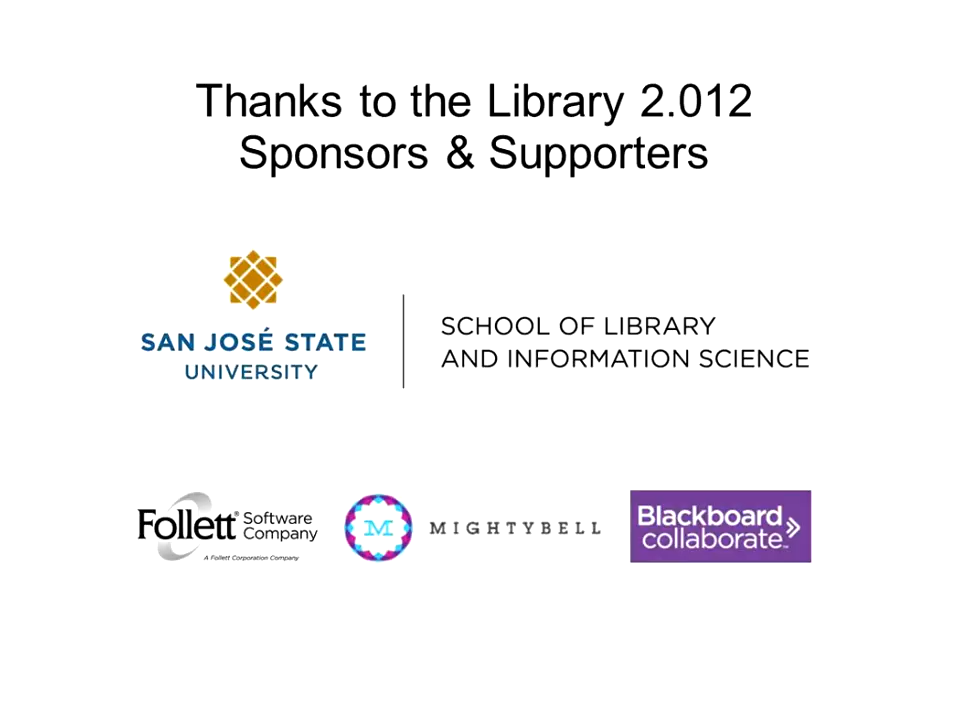 Thanks to the Library 2.012
Sponsors & Supporters
SAN JOSÉ STATE
UNIVERSITY
SCHOOL OF LIBRARY
AND INFORMATION SCIENCE
Follett® Software
Company
A Follett Corporation Company
M
MIGHTYBELL
Blackboard
collaborate™